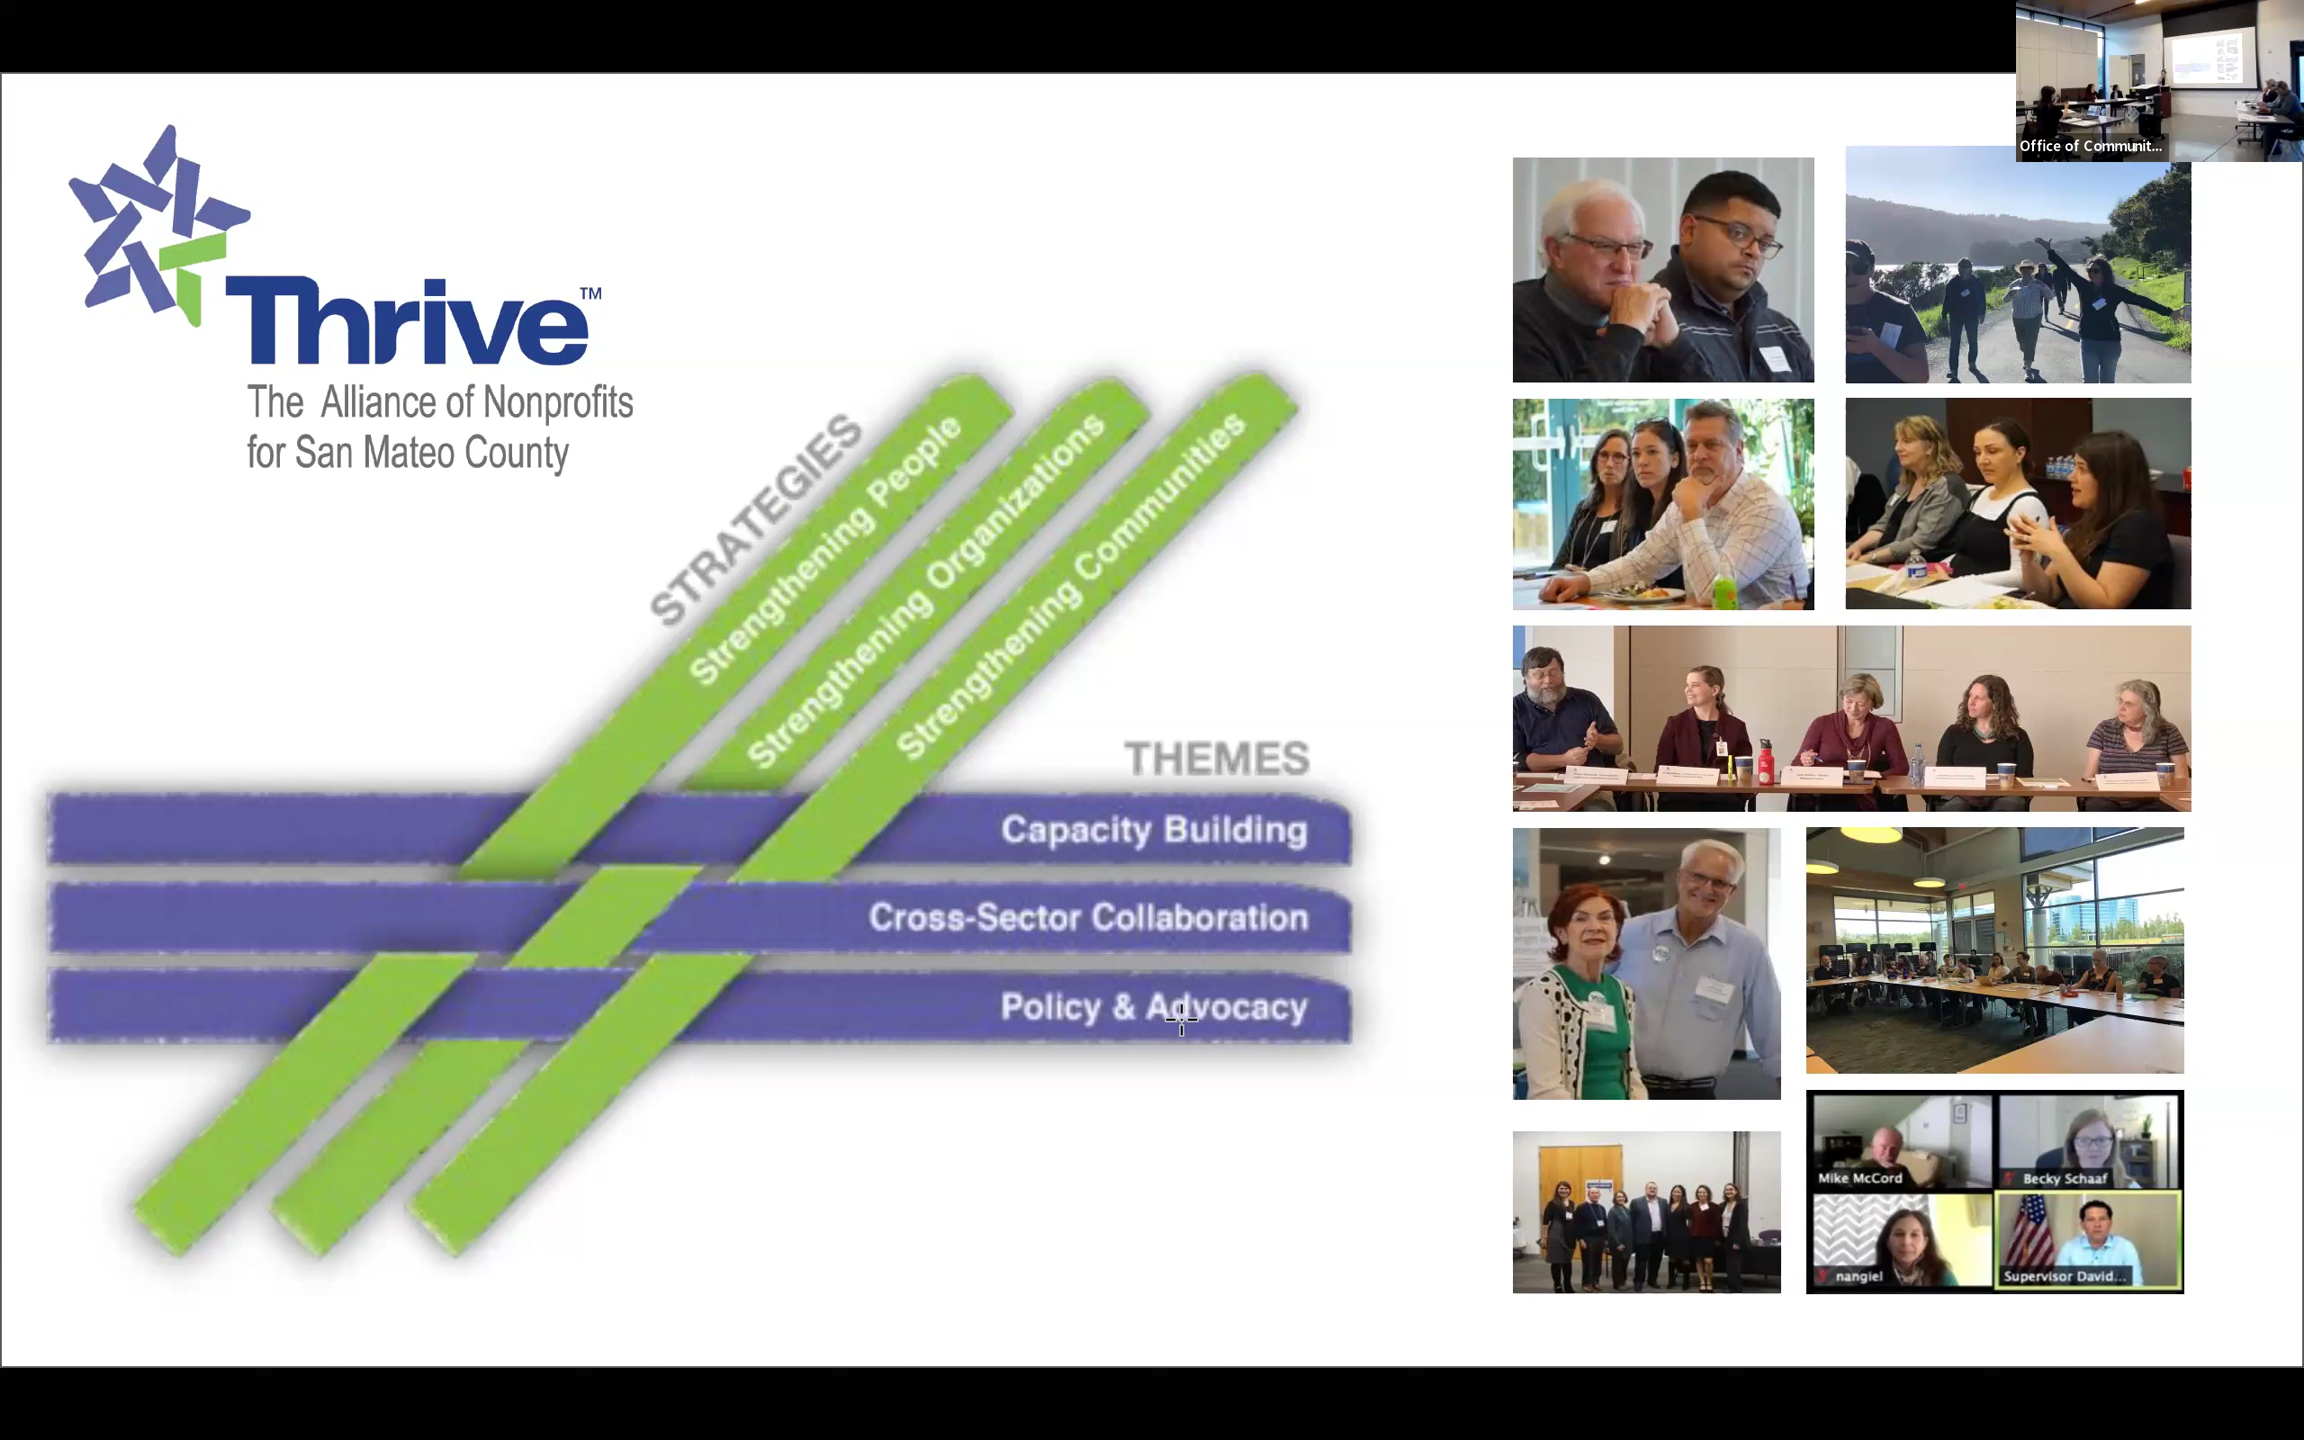 Office of Communit...
Thrive™
The Alliance of Nonprofits
for San Mateo County
STRATEGIES
Strengthening People
Strengthening Organizations
Strengthening Communities
THEMES
Capacity Building
Cross-Sector Collaboration
Policy & Advocacy
Mike McCord
Becky Schaaf
nangiel
Supervisor David...